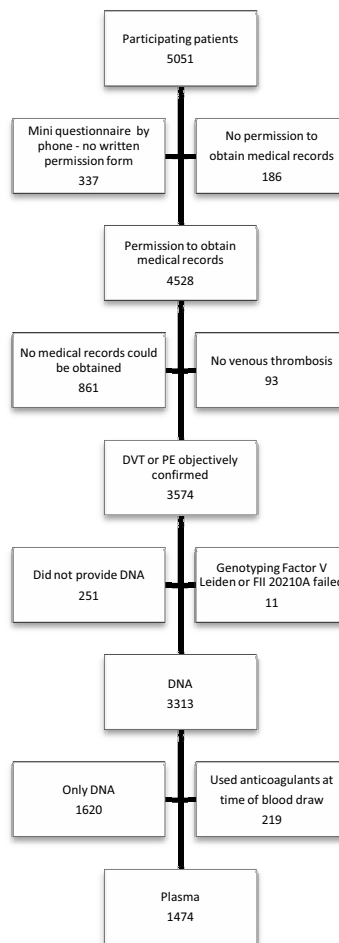 Participating patients
5051
Mini questionnaire by
phone - no written
permission form
337
No permission to
obtain medical records
186
Permission to obtain
medical records
4528
No medical records could
be obtained
861
No venous thrombosis
93
DVT or PE objectively
confirmed
3574
Did not provide DNA
251
Genotyping Factor V
Leiden or FII 20210A failed
11
DNA
3313
Only DNA
1620
Used anticoagulants at
time of blood draw
219
Plasma
1474